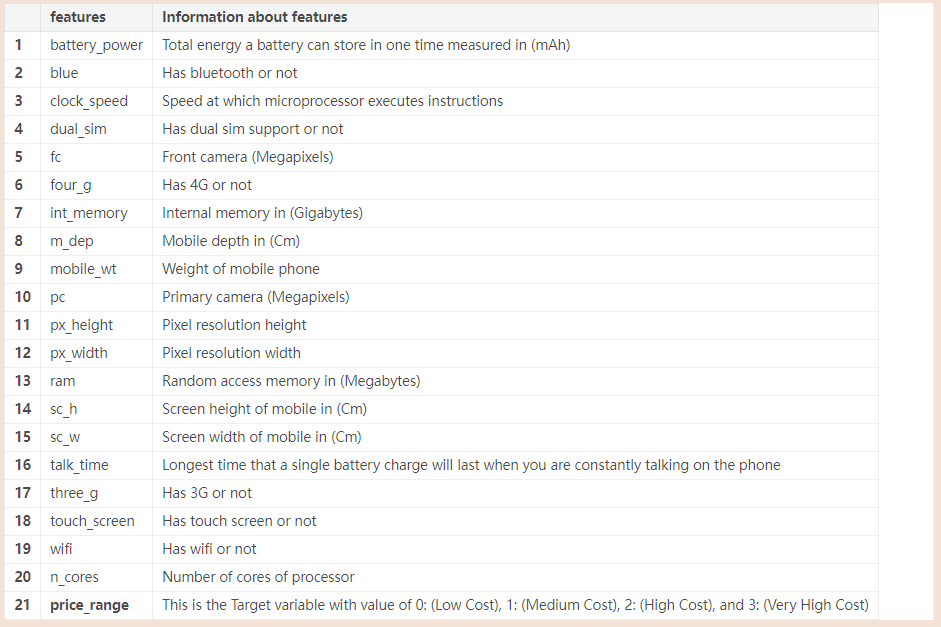 features Information about features
1 battery_power Total energy a battery can store in one time measured in (mAh)
2 blue Has bluetooth or not
3 clock_speed Speed at which microprocessor executes instructions
4 dual_sim Has dual sim support or not
5 fc Front camera (Megapixels)
6 four_g Has 4G or not
7 int_memory Internal memory in (Gigabytes)
8 m_dep Mobile depth in (Cm)
9 mobile_wt Weight of mobile phone
10 pc Primary camera (Megapixels)
11 px_height Pixel resolution height
12 px_width Pixel resolution width
13 ram Random access memory in (Megabytes)
14 sc_h Screen height of mobile in (Cm)
15 sc_w Screen width of mobile in (Cm)
16 talk_time Longest time that a single battery charge will last when you are constantly talking on the phone
17 three_g Has 3G or not
18 touch_screen Has touch screen or not
19 wifi Has wifi or not
20 n_cores Number of cores of processor
21 price_range This is the Target variable with value of 0: (Low Cost), 1: (Medium Cost), 2: (High Cost), and 3: (Very High Cost)